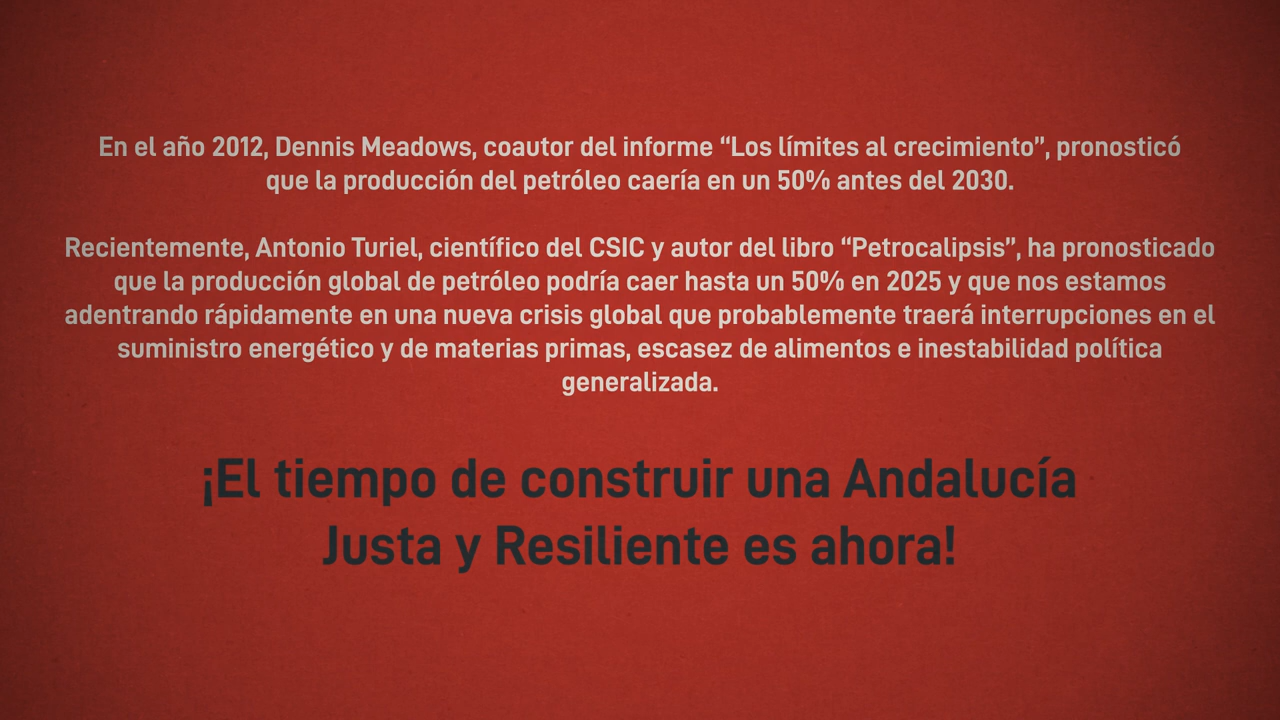 En el año 2012, Dennis Meadows, coautor del informe “Los límites al crecimiento”, pronosticó
que la producción del petróleo caería en un 50% antes del 2030.
Recientemente, Antonio Turiel, científico del CSIC y autor del libro “Petrocalipsis”, ha pronosticado
que la producción global de petróleo podría caer hasta un 50% en 2025 y que nos estamos
adentrando rápidamente en una nueva crisis global que probablemente traerá interrupciones en el
suministro energético y de materias primas, escasez de alimentos e inestabilidad política
generalizada.
¡El tiempo de construir una Andalucía
Justa y Resiliente es ahora!